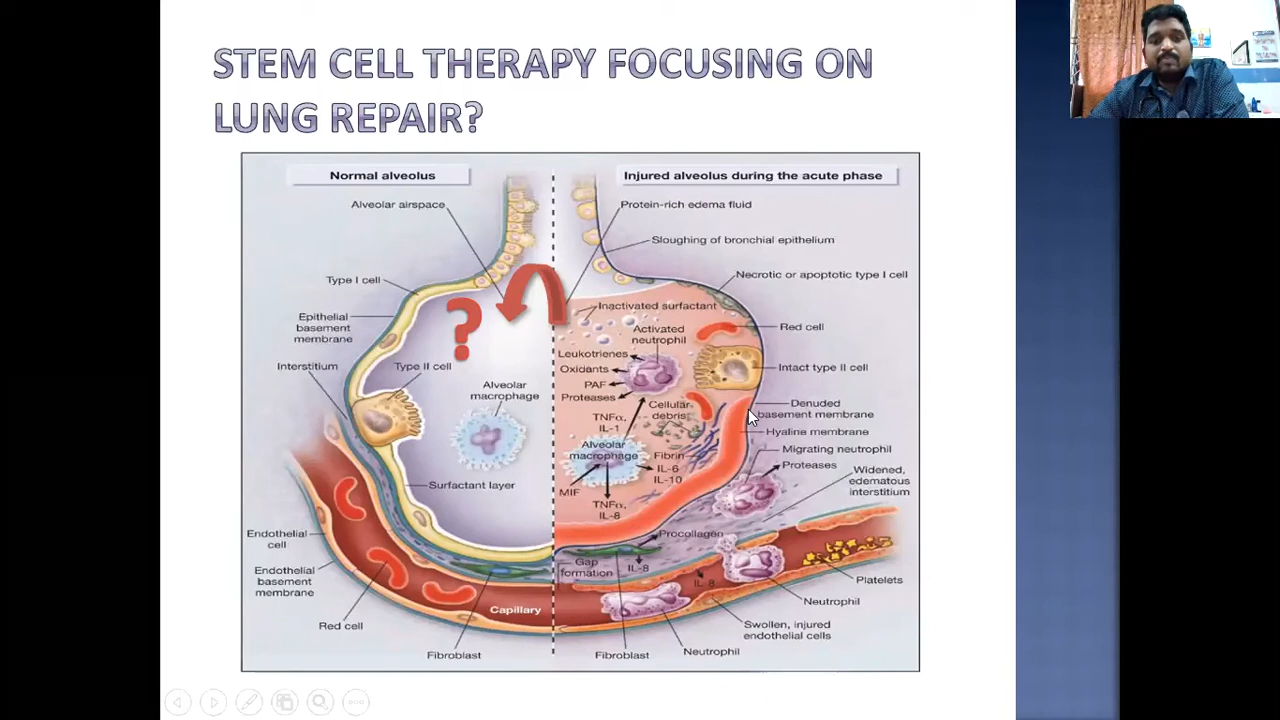 STEM CELL THERAPY FOCUSING ON
LUNG REPAIR?
Normal alveolus
Injured alveolus during the acute phase
Alveolar airspace
Protein-rich edema fluid
Sloughing of bronchial epithelium
Type I cell
Necrotic or apoptotic type I cell
Epithelial
basement
membrane
?
Inactivated surfactant
Activated
neutrophil
Red cell
Interstitium
Type II cell
Leukotrienes
Oxidants
PAF
Proteases
Intact type II cell
Alveolar
macrophage
TNFα,
IL-1
Cellular
debris
Denuded
basement membrane
Hyaline membrane
Alveolar
macrophage
Fibrin
IL-6
IL-10
Migrating neutrophil
Proteases
Widened,
edematous
interstitium
Surfactant layer
MIF
TNFα,
IL-8
Procollagen
Endothelial
cell
Endothelial
basement
membrane
Gap
formation
IL-8
IL-8
Platelets
Capillary
Neutrophil
Red cell
Swollen, injured
endothelial cells
Fibroblast
Fibroblast
Neutrophil